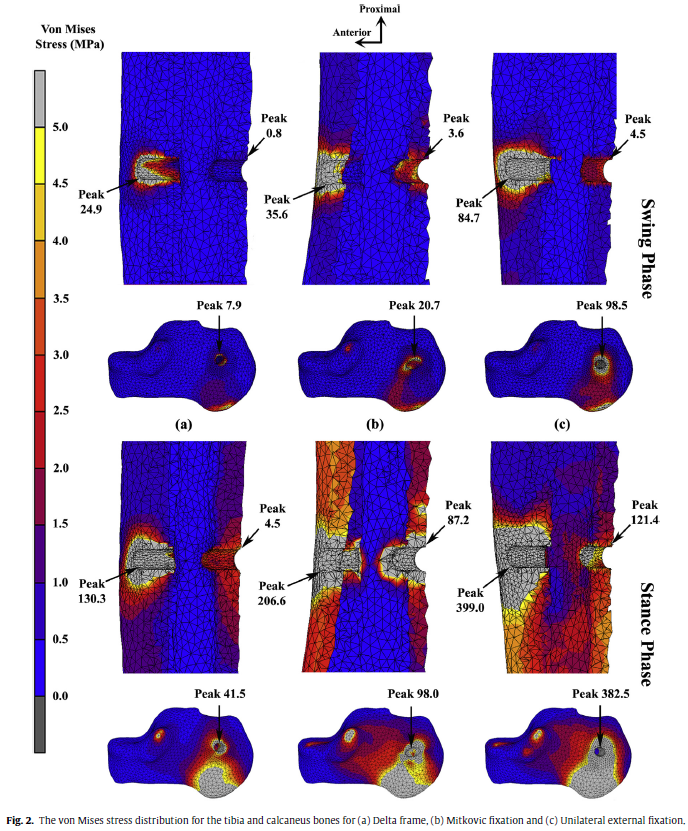 Proximal
Anterior
Von Mises
Stress (MPa)
5.0
4.5
4.0
3.5
3.0
2.5
2.0
1.5
1.0
0.5
0.0
Peak
0.8
Peak
24.9
Peak
3.6
Peak
35.6
Peak
4.5
Peak
84.7
Swing Phase
Peak 7.9
Peak 20.7
Peak 98.5
(a)
(b)
(c)
Peak
4.5
Peak
130.3
Peak
87.2
Peak
206.6
Peak
121.4
Peak
399.0
Stance Phase
Peak 41.5
Peak 98.0
Peak 382.5
Fig. 2. The von Mises stress distribution for the tibia and calcaneus bones for (a) Delta frame, (b) Mitkovic fixation and (c) Unilateral external fixation.